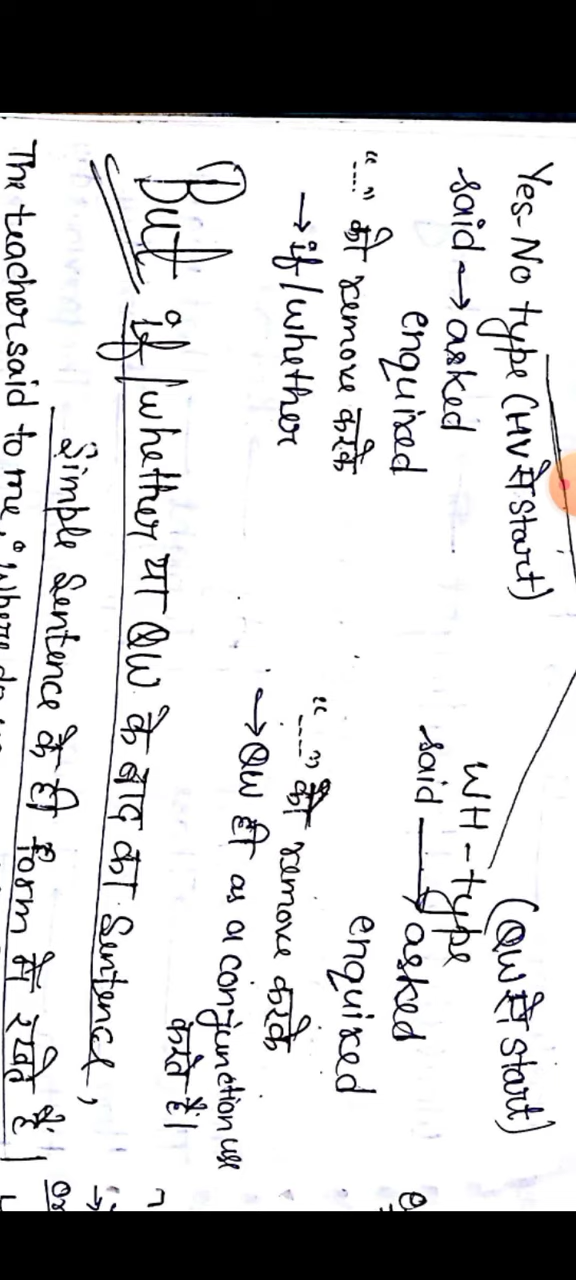 Yes-No type (HV से start)
said → asked
enquired
"....." को remove करके
→ if/whether
(QW से start)
WH-type
said → asked
enquired
"....." को remove करके
→ QW ही as a conjunction use
करते हैं।
But if/whether या QW के बाद का Sentence,
Simple Sentence के ही form में रखते हैं।
The teacher said to me, "Where do